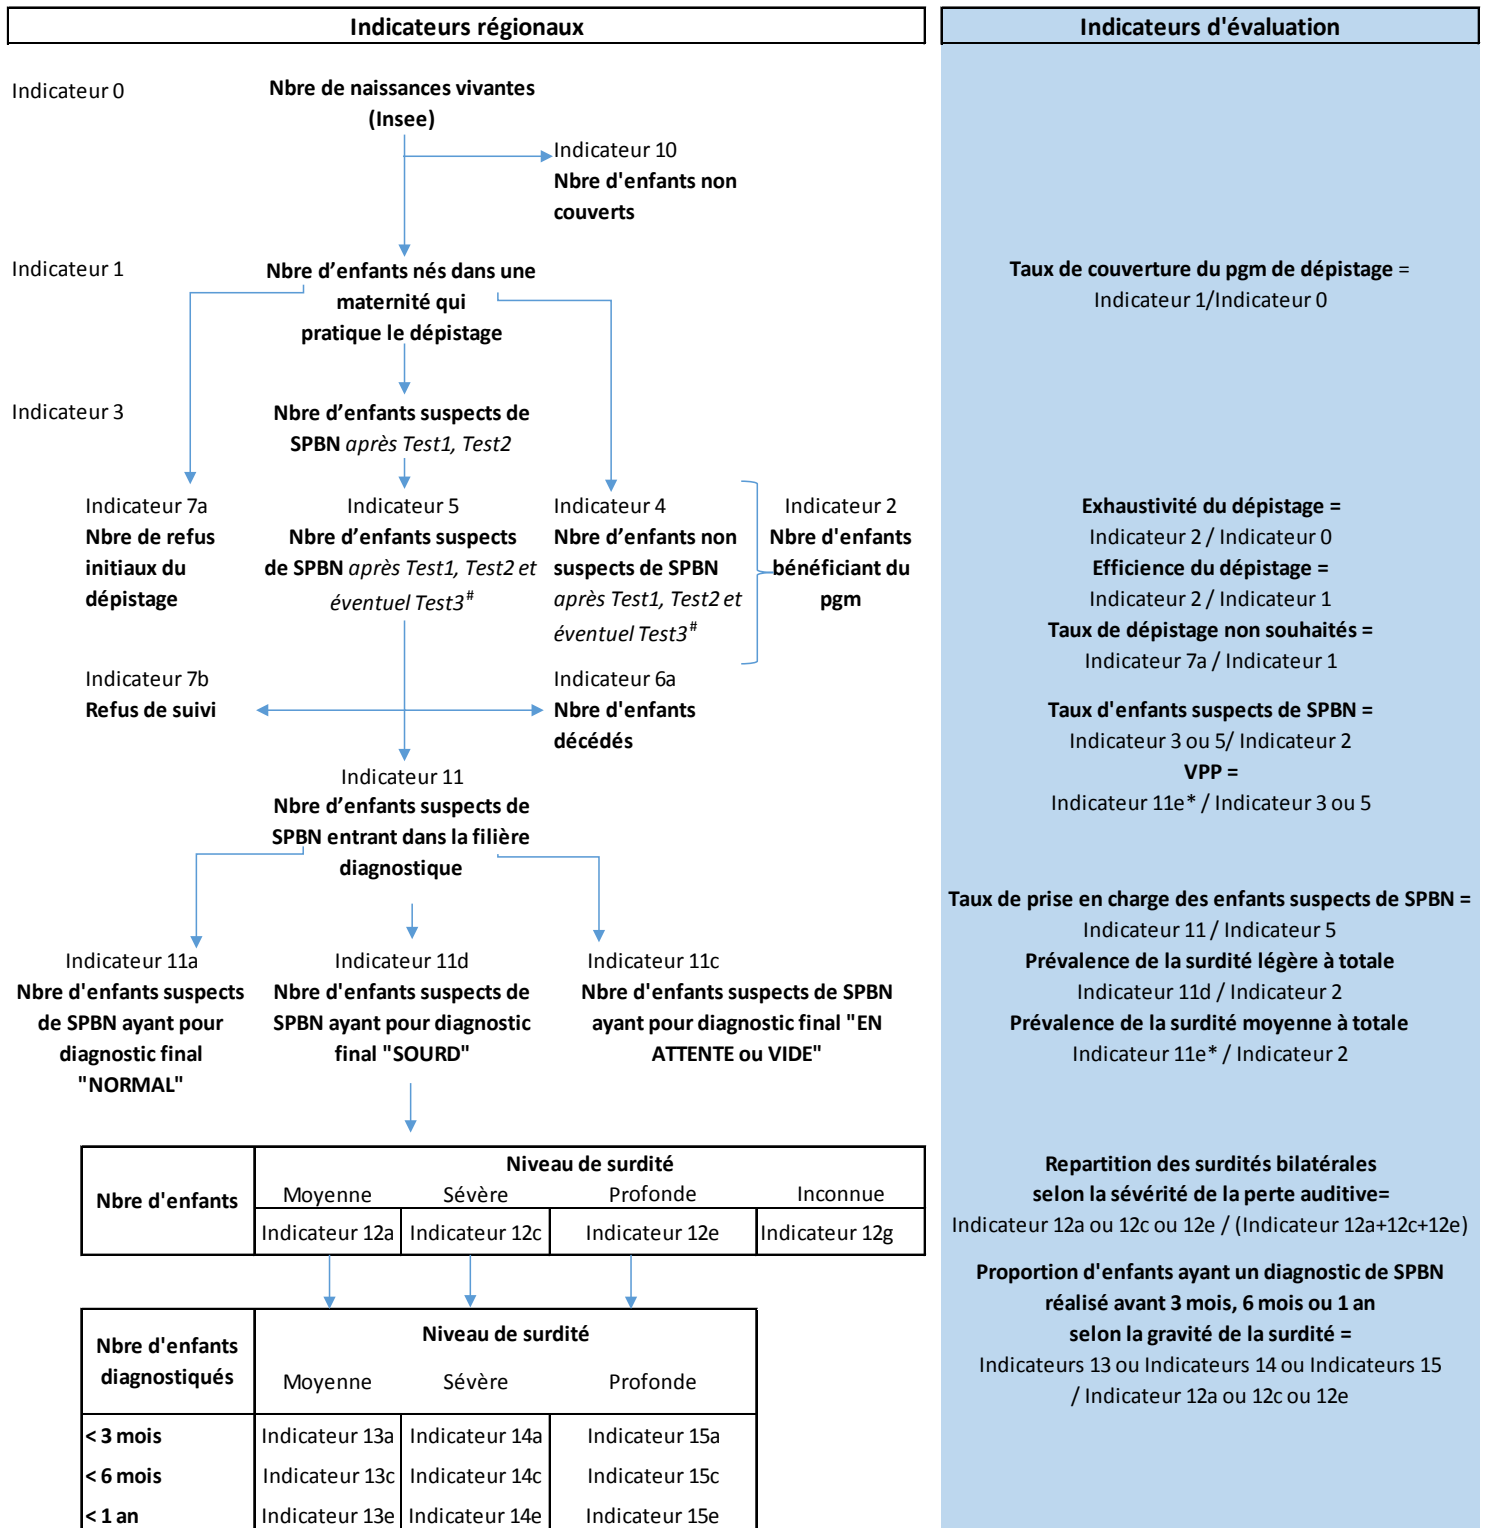 Indicateurs régionaux
Indicateur 0
Nbre de naissances vivantes
(Insee)
Indicateur 10
Nbre d'enfants non
couverts
Indicateur 1
Nbre d’enfants nés dans une
maternité qui
pratique le dépistage
Indicateur 3
Nbre d’enfants suspects de
SPBN après Test1, Test2
Indicateur 7a
Nbre de refus
initiaux du
dépistage
Indicateur 5
Nbre d’enfants suspects
de SPBN après Test1, Test2 et
éventuel Test3#
Indicateur 4
Nbre d’enfants non
suspects de SPBN
après Test1, Test2 et
éventuel Test3#
Indicateur 2
Nbre d'enfants
bénéficiant du
pgm
Indicateur 7b
Refus de suivi
Indicateur 6a
Nbre d'enfants
décédés
Indicateur 11
Nbre d’enfants suspects de
SPBN entrant dans la filière
diagnostique
Indicateur 11a
Nbre d'enfants suspects
de SPBN ayant pour
diagnostic final
"NORMAL"
Indicateur 11d
Nbre d'enfants suspects de
SPBN ayant pour diagnostic
final "SOURD"
Indicateur 11c
Nbre d'enfants suspects de SPBN
ayant pour diagnostic final "EN
ATTENTE ou VIDE"
Nbre d'enfants
Niveau de surdité
Moyenne Sévère Profonde Inconnue
Indicateur 12a Indicateur 12c Indicateur 12e Indicateur 12g
Nbre d'enfants
diagnostiqués
Niveau de surdité
Moyenne Sévère Profonde
< 3 mois Indicateur 13a Indicateur 14a Indicateur 15a
< 6 mois Indicateur 13c Indicateur 14c Indicateur 15c
< 1 an Indicateur 13e Indicateur 14e Indicateur 15e
Indicateurs d'évaluation
Taux de couverture du pgm de dépistage =
Indicateur 1/Indicateur 0
Exhaustivité du dépistage =
Indicateur 2 / Indicateur 0
Efficience du dépistage =
Indicateur 2 / Indicateur 1
Taux de dépistage non souhaités =
Indicateur 7a / Indicateur 1
Taux d'enfants suspects de SPBN =
Indicateur 3 ou 5/ Indicateur 2
VPP =
Indicateur 11e* / Indicateur 3 ou 5
Taux de prise en charge des enfants suspects de SPBN =
Indicateur 11 / Indicateur 5
Prévalence de la surdité légère à totale
Indicateur 11d / Indicateur 2
Prévalence de la surdité moyenne à totale
Indicateur 11e* / Indicateur 2
Repartition des surdités bilatérales
selon la sévérité de la perte auditive=
Indicateur 12a ou 12c ou 12e / (Indicateur 12a+12c+12e)
Proportion d'enfants ayant un diagnostic de SPBN
réalisé avant 3 mois, 6 mois ou 1 an
selon la gravité de la surdité =
Indicateurs 13 ou Indicateurs 14 ou Indicateurs 15
/ Indicateur 12a ou 12c ou 12e